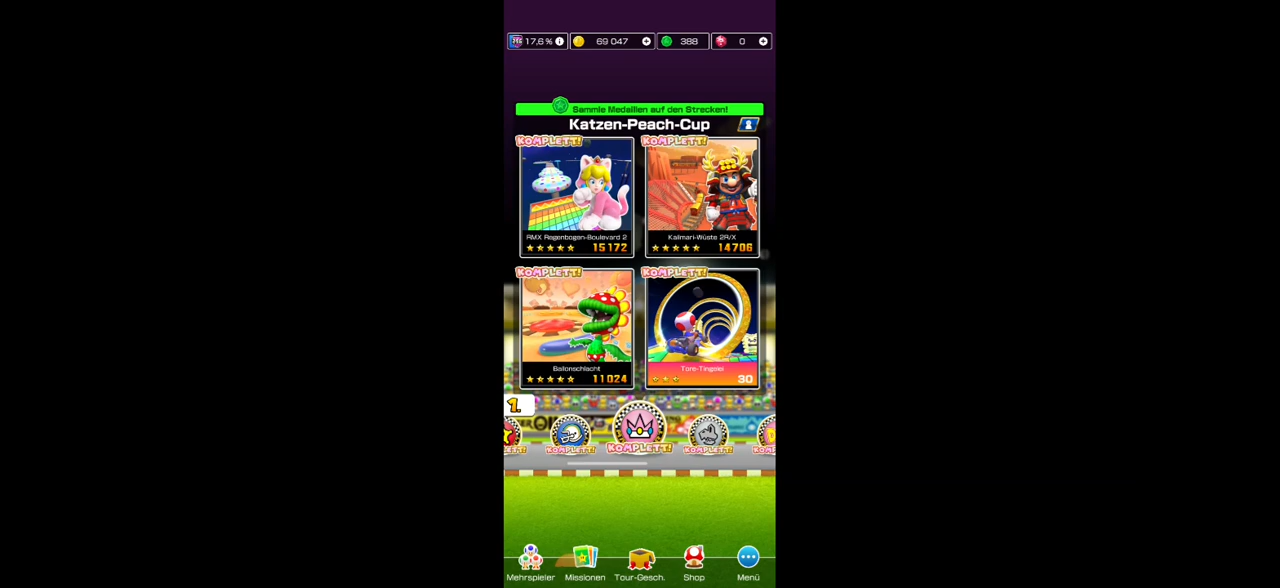 17,6 %
69 047
388
0
Sammle Medaillen auf den Strecken!
Katzen-Peach-Cup
KOMPLETT!
KOMPLETT!
RMX Regenbogen-Boulevard 2
15172
Kalimari-Wüste 2R/X
14706
KOMPLETT!
KOMPLETT!
Ballonschlacht
11024
Tore-Tingelei
30
1.
KOMPLETT!
KOMPLETT!
KOMPLETT!
Mehrspieler
Missionen
Tour-Gesch.
Shop
Menü